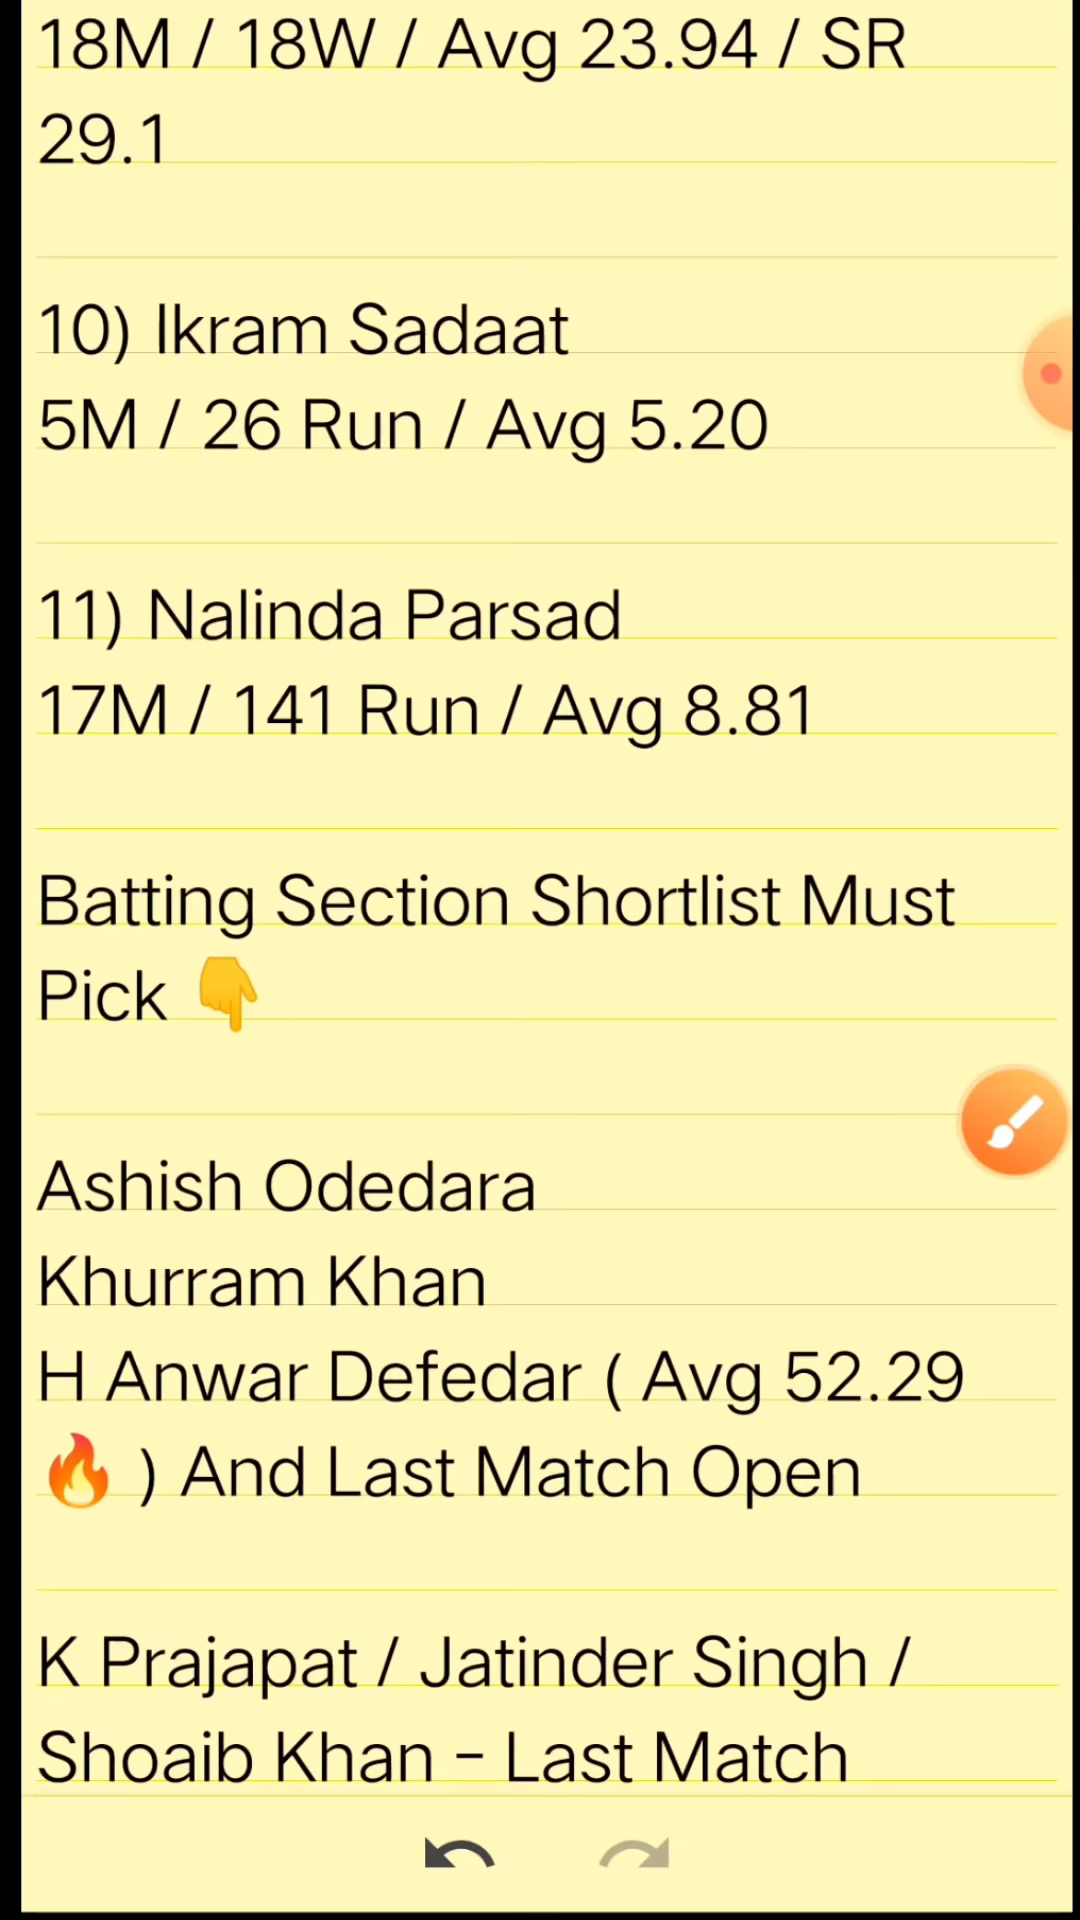 18M / 18W / Avg 23.94 / SR
29.1
10) Ikram Sadaat
5M / 26 Run / Avg 5.20
11) Nalinda Parsad
17M / 141 Run / Avg 8.81
Batting Section Shortlist Must
Pick 👇
Ashish Odedara
Khurram Khan
H Anwar Defedar ( Avg 52.29
🔥 ) And Last Match Open
K Prajapat / Jatinder Singh /
Shoaib Khan - Last Match